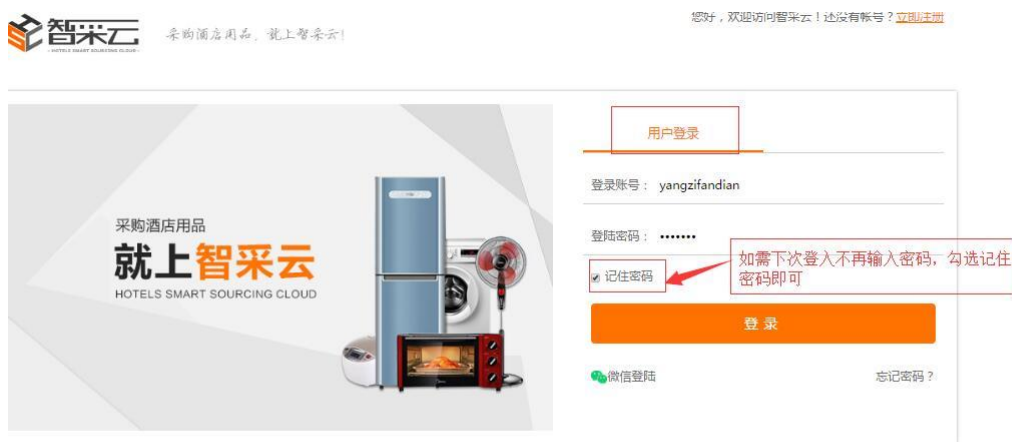 智采云
HOTELS SMART SOURCING CLOUD
采购酒店用品，就上智采云！
您好，欢迎访问智采云！还没有帐号？立即注册
用户登录
登录账号： yangzifandian
登陆密码： •••••••
记住密码
如需下次登入不再输入密码，勾选记住
密码即可
登 录
微信登陆
忘记密码？
采购酒店用品
就上智采云
HOTELS SMART SOURCING CLOUD